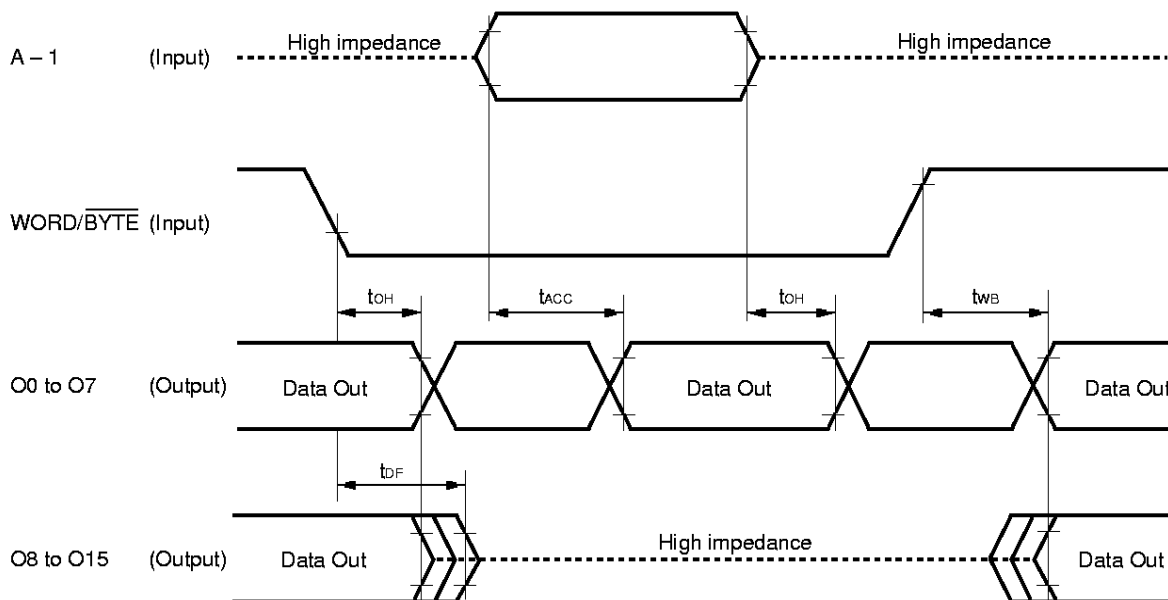 High impedance
High impedance
A – 1 (Input)
WORD/BYTE (Input)
tOH
tACC
tOH
tWB
O0 to O7 (Output) Data Out Data Out Data Out
tDF
High impedance
O8 to O15 (Output) Data Out Data Out